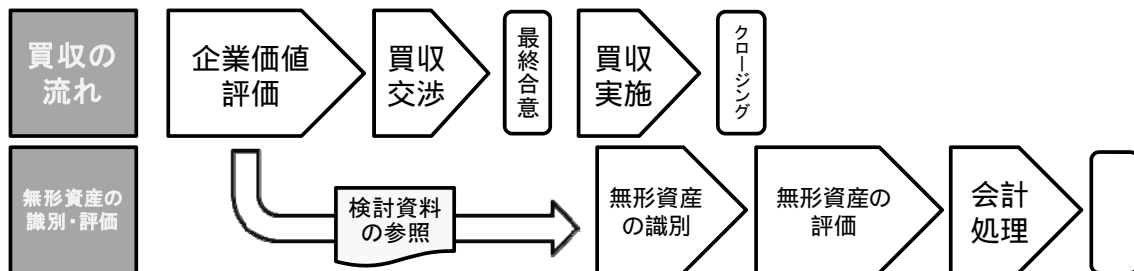 買収の
流れ
企業価値
評価
買収
交渉
最終合意
買収
実施
クロージング
無形資産の
識別・評価
検討資料
の参照
無形資産
の識別
無形資産の
評価
会計
処理